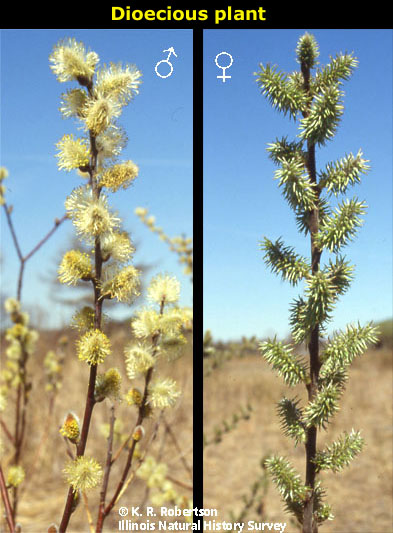 Dioecious plant
♂ ♀
© K. R. Robertson
Illinois Natural History Survey